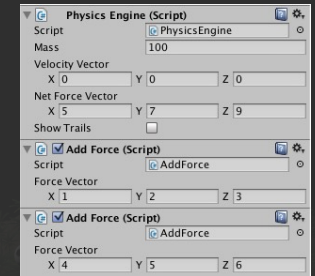 Physics Engine (Script)
Script PhysicsEngine
Mass 100
Velocity Vector
X 0 Y 0 Z 0
Net Force Vector
X 5 Y 7 Z 9
Show Trails
Add Force (Script)
Script AddForce
Force Vector
X 1 Y 2 Z 3
Add Force (Script)
Script AddForce
Force Vector
X 4 Y 5 Z 6